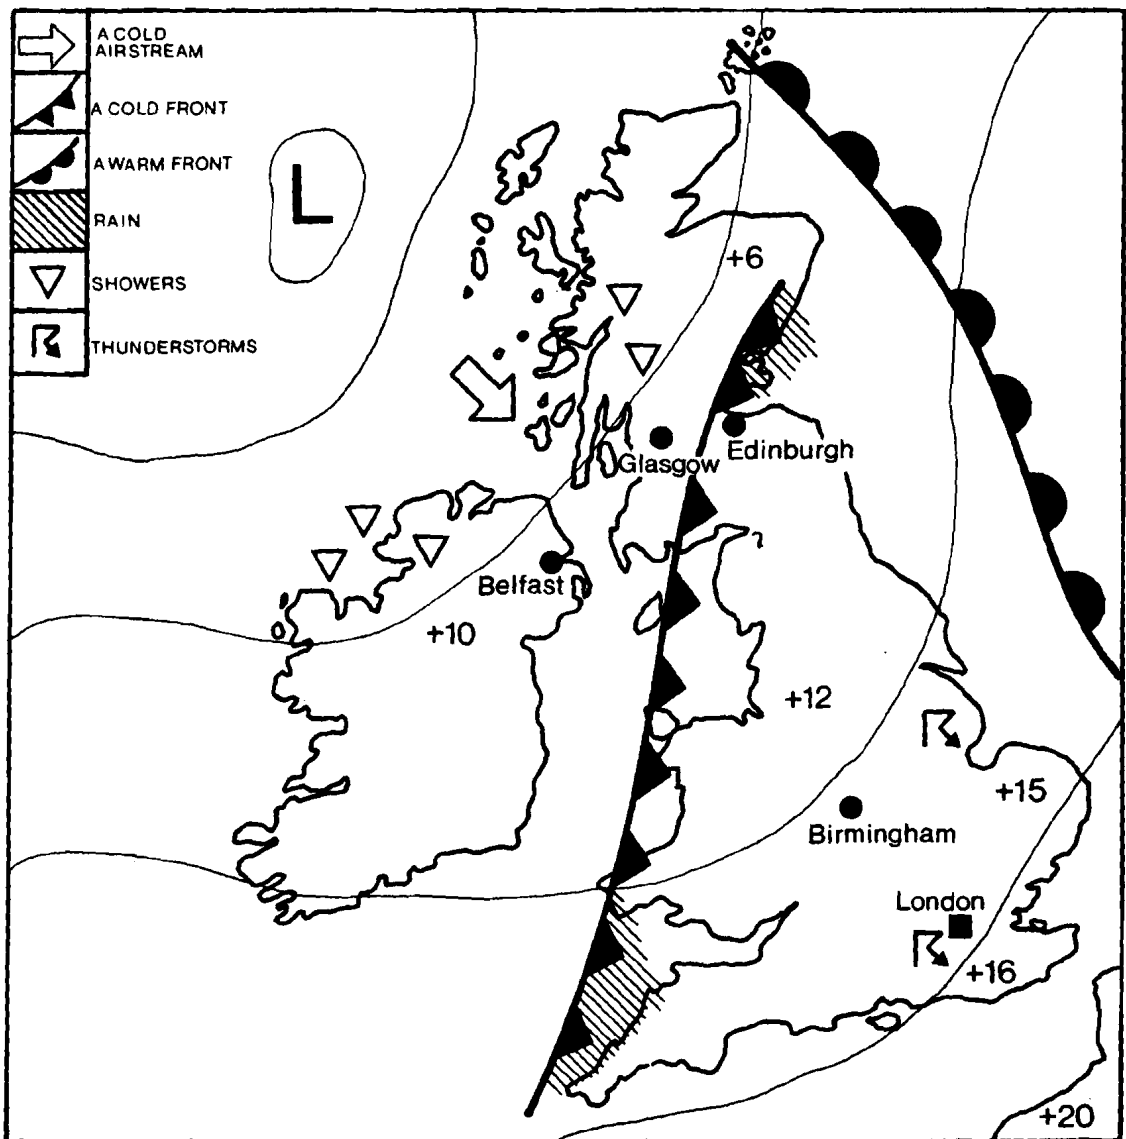 A COLD
AIRSTREAM
A COLD FRONT
A WARM FRONT
RAIN
SHOWERS
THUNDERSTORMS
L
+6
Edinburgh
Glasgow
Belfast
+10
+12
+15
Birmingham
London
+16
+20